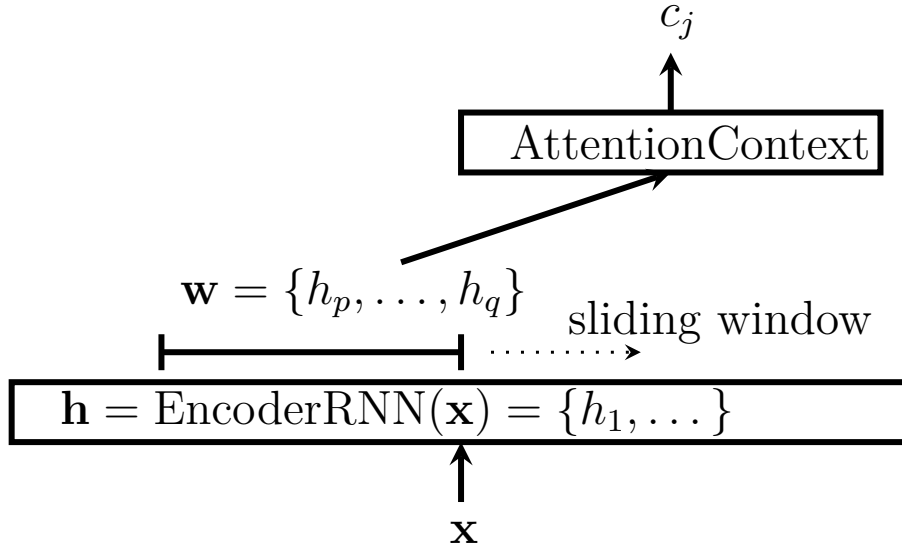 c_j
AttentionContext
w = {h_p, . . . , h_q}
sliding window
h = EncoderRNN(x) = {h_1, . . . }
x